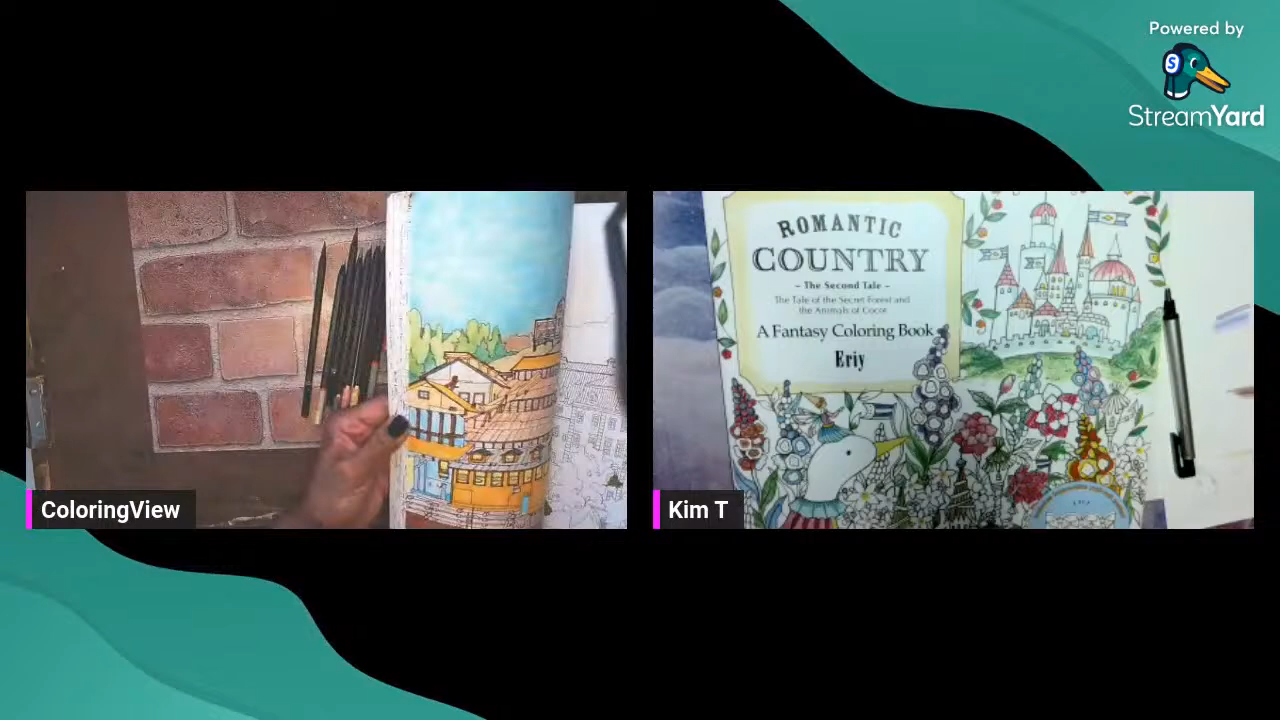 Powered by
StreamYard
ROMANTIC
COUNTRY
– The Second Tale –
The Tale of the Secret Forest and
the Animals of Cocot
A Fantasy Coloring Book
Eriy
ColoringView
Kim T